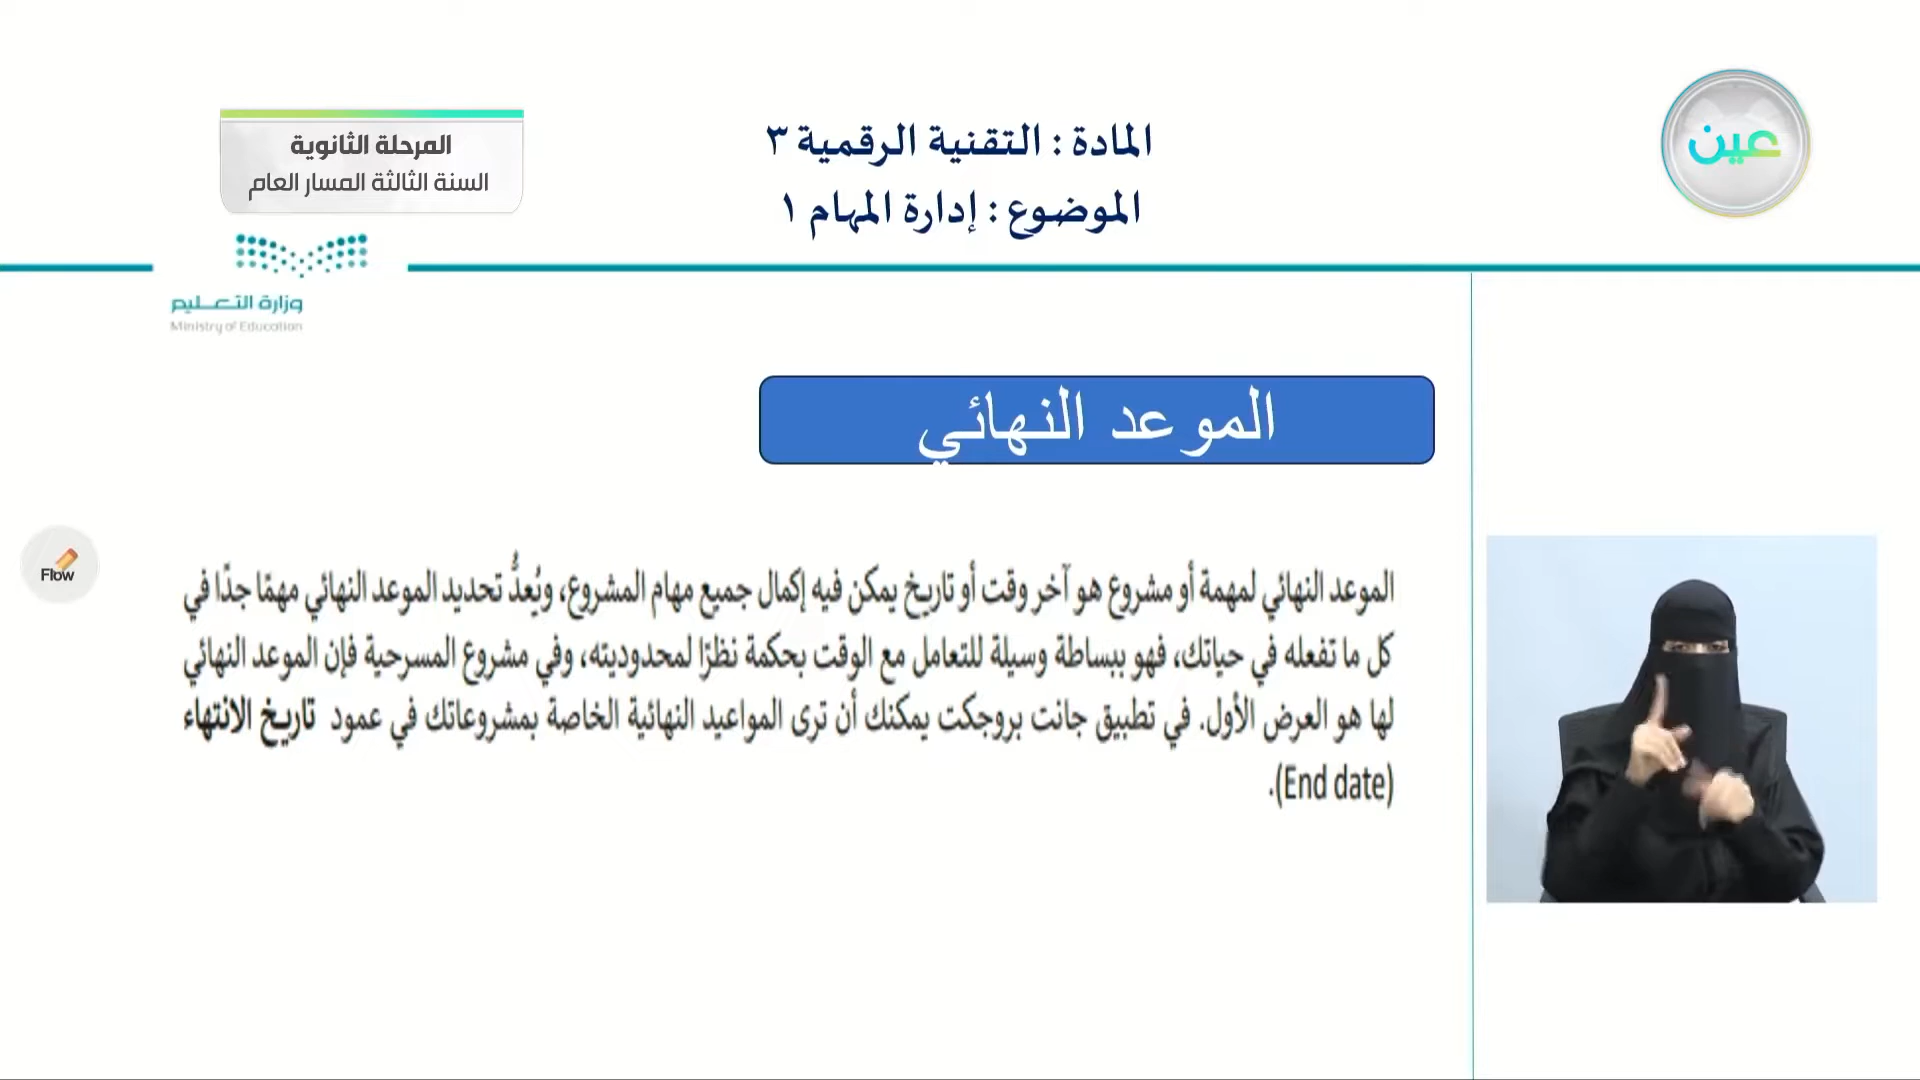 عين
المادة : التقنية الرقمية ٣
الموضوع : إدارة المهام ١
المرحلة الثانوية
السنة الثالثة المسار العام
وزارة التعليم
Ministry of Education
الموعد النهائي
Flow
الموعد النهائي لمهمة أو مشروع هو آخر وقت أو تاريخ يمكن فيه إكمال جميع مهام المشروع، ويُعدُّ تحديد الموعد النهائي مهمًا جدًا في
كل ما تفعله في حياتك، فهو ببساطة وسيلة للتعامل مع الوقت بحكمة نظرًا لمحدوديته، وفي مشروع المسرحية فإن الموعد النهائي
لها هو العرض الأول. في تطبيق جانت بروجكت يمكنك أن ترى المواعيد النهائية الخاصة بمشروعاتك في عمود تاريخ الانتهاء
(End date).